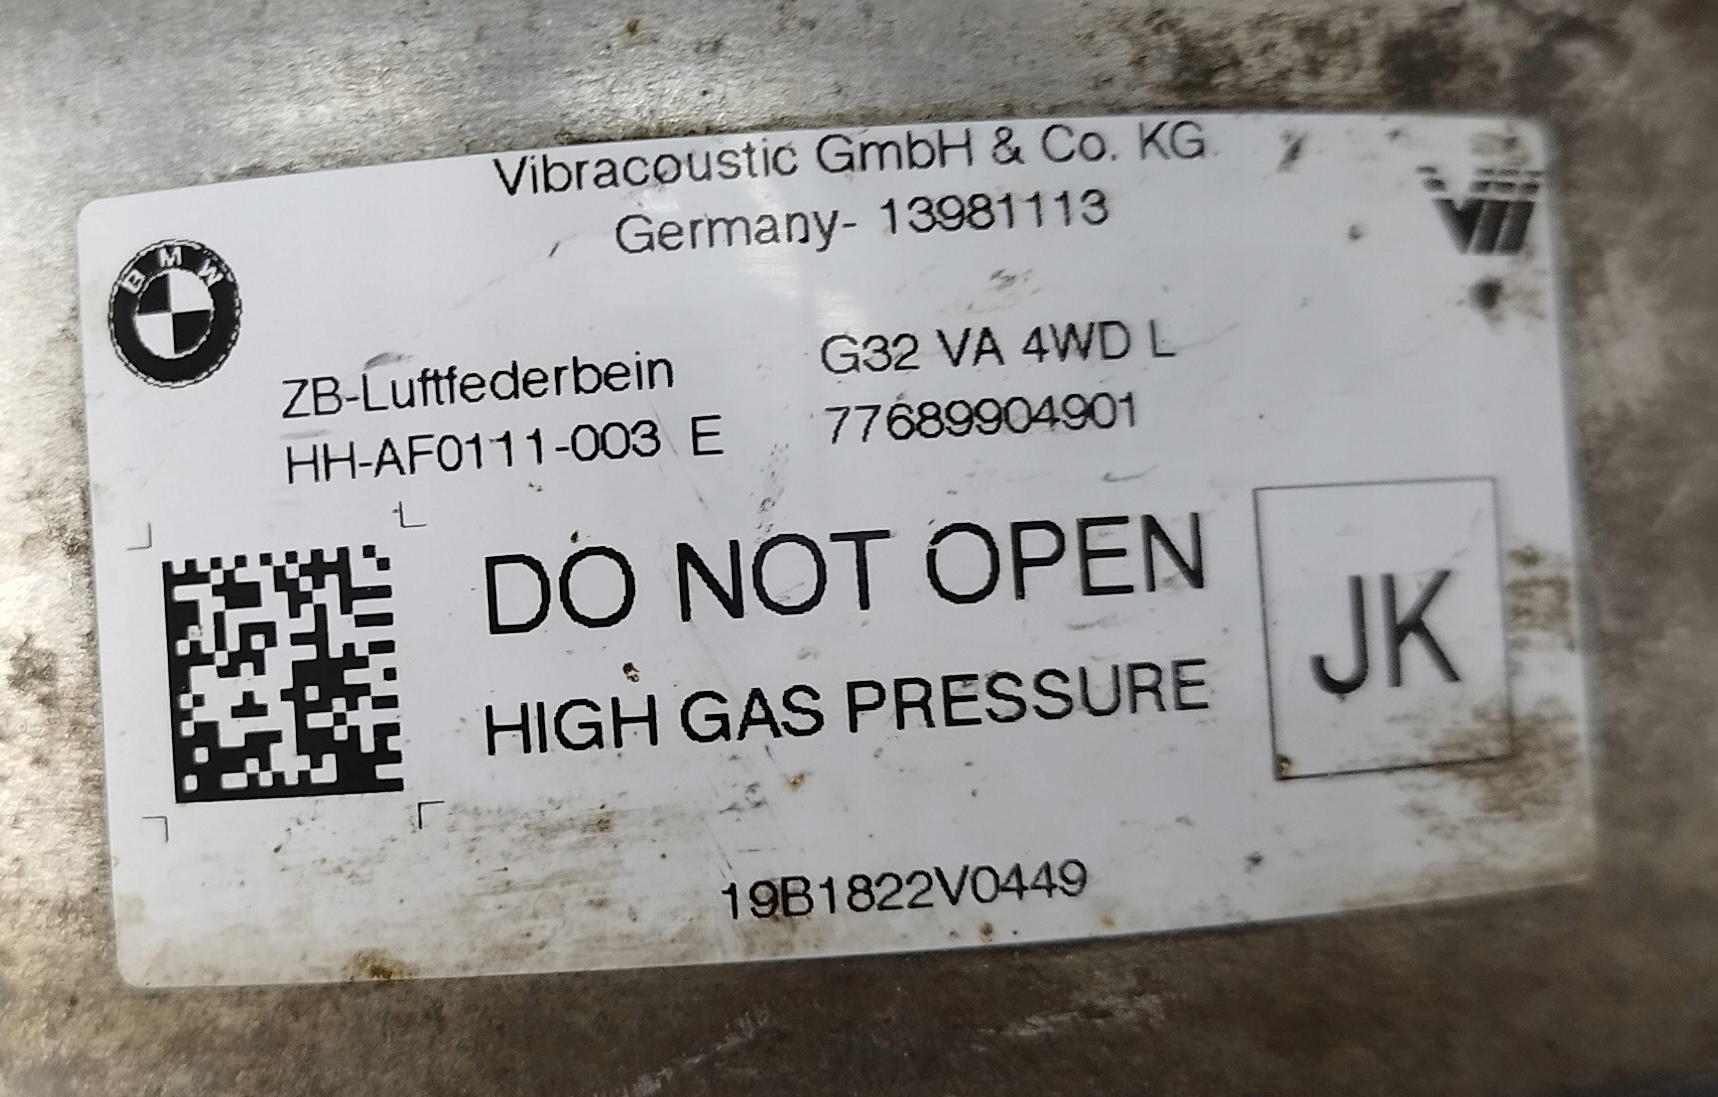 Vibracoustic GmbH & Co. KG
Germany- 13981113
BMW
ZB-Luftfederbein G32 VA 4WD L
HH-AF0111-003 E 77689904901
DO NOT OPEN
HIGH GAS PRESSURE
JK
19B1822V0449